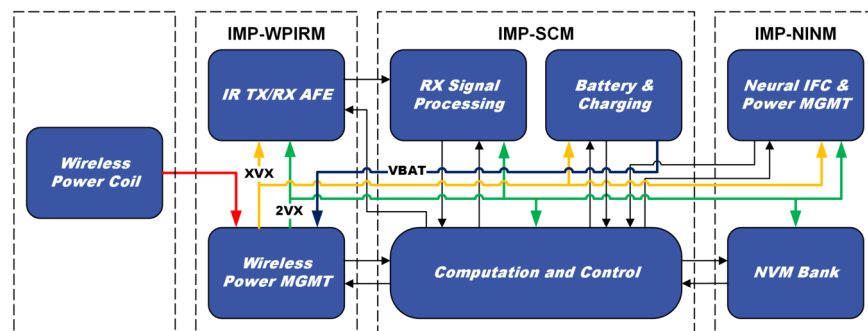 IMP-WPIRM
IMP-SCM
IMP-NINM
IR TX/RX AFE
RX Signal
Processing
Battery &
Charging
Neural IFC &
Power MGMT
Wireless
Power Coil
XVX
VBAT
2VX
Wireless
Power MGMT
Computation and Control
NVM Bank